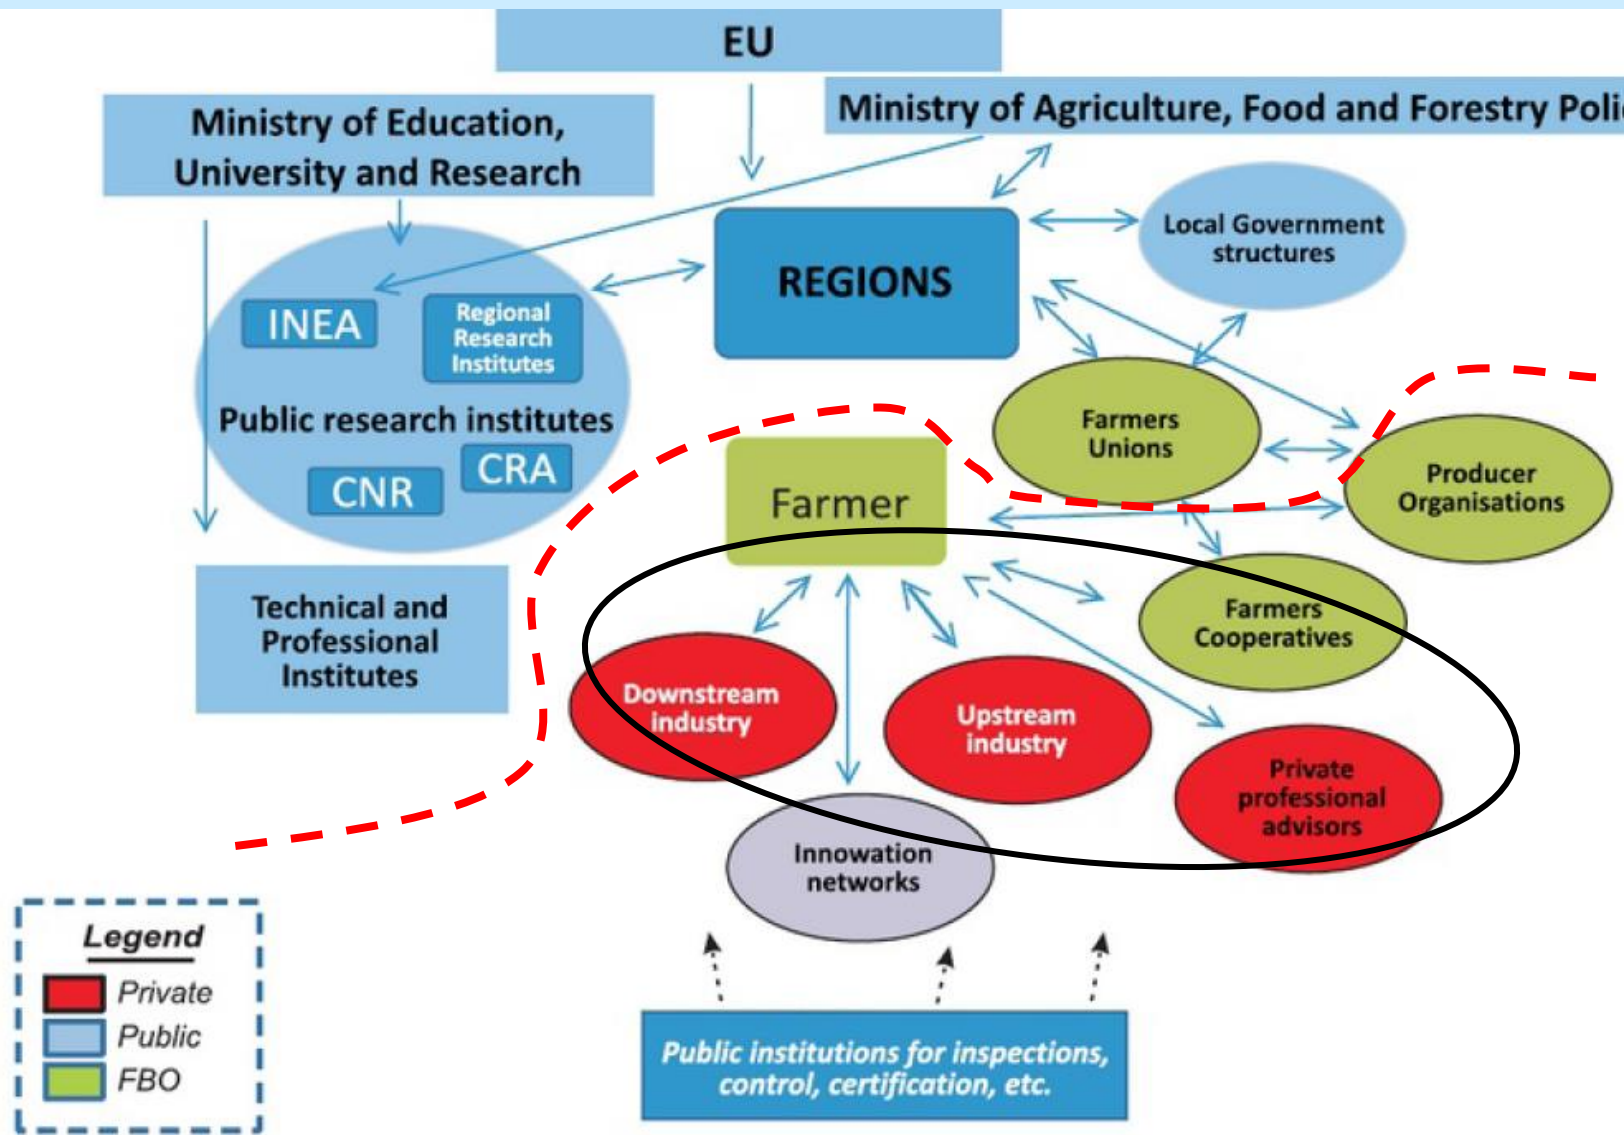 EU
Ministry of Education,
University and Research
Ministry of Agriculture, Food and Forestry Poli
REGIONS
Local Government
structures
INEA
Regional
Research
Institutes
Public research institutes
CNR
CRA
Farmers
Unions
Producer
Organisations
Farmer
Technical and
Professional
Institutes
Farmers
Cooperatives
Downstream
industry
Upstream
industry
Private
professional
advisors
Innowation
networks
Legend
Private
Public
FBO
Public institutions for inspections,
control, certification, etc.